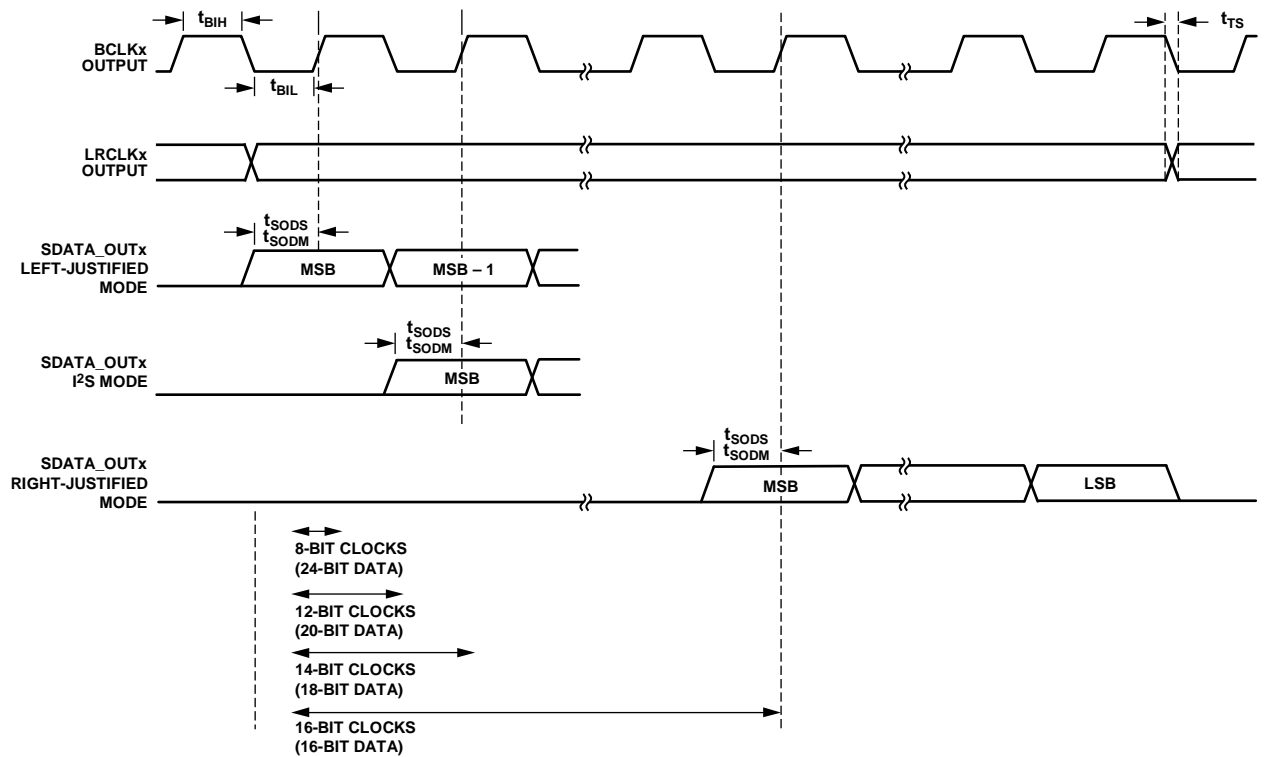 tBIH
tTS
BCLKx
OUTPUT
tBIL
LRCLKx
OUTPUT
tSODS
tSODM
SDATA_OUTx
LEFT-JUSTIFIED
MODE
MSB
MSB – 1
tSODS
tSODM
SDATA_OUTx
I2S MODE
MSB
tSODS
tSODM
SDATA_OUTx
RIGHT-JUSTIFIED
MODE
MSB
LSB
8-BIT CLOCKS
(24-BIT DATA)
12-BIT CLOCKS
(20-BIT DATA)
14-BIT CLOCKS
(18-BIT DATA)
16-BIT CLOCKS
(16-BIT DATA)